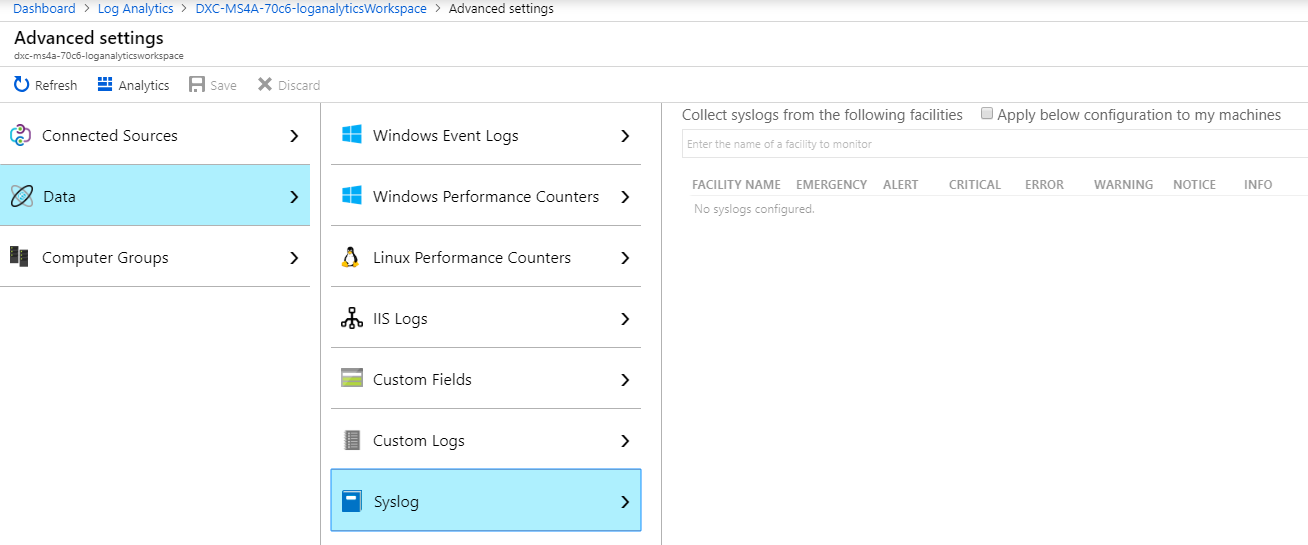 Dashboard > Log Analytics > DXC-MS4A-70c6-loganalyticsWorkspace > Advanced settings
Advanced settings
dxc-ms4a-70c6-loganalyticsworkspace
Refresh Analytics Save Discard
Connected Sources
Data
Computer Groups
Windows Event Logs
Windows Performance Counters
Linux Performance Counters
IIS Logs
Custom Fields
Custom Logs
Syslog
Collect syslogs from the following facilities Apply below configuration to my machines
Enter the name of a facility to monitor
FACILITY NAME EMERGENCY ALERT CRITICAL ERROR WARNING NOTICE INFO
No syslogs configured.